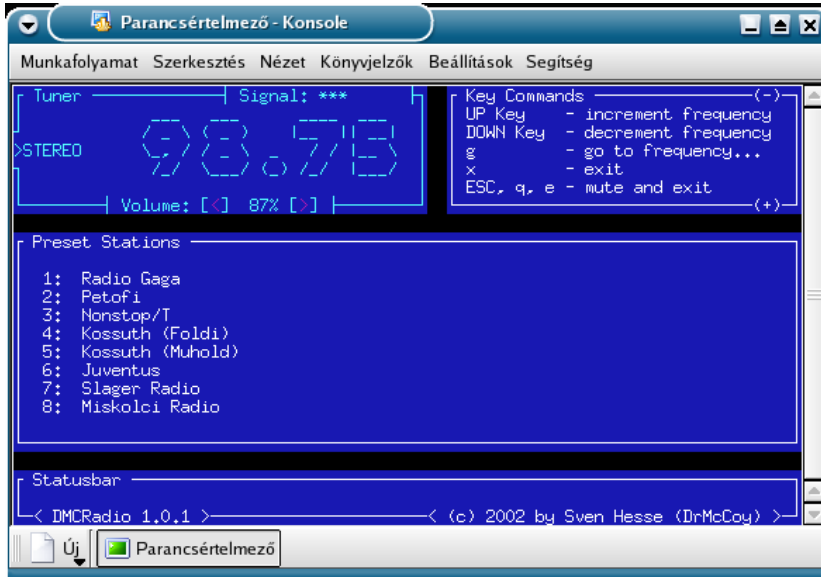 Parancsértelmező - Konsole
Munkafolyamat Szerkesztés Nézet Könyvjelzők Beállítások Segítség
Tuner
Signal: ***
>STEREO
98.75
Volume: [<] 87% [>]
Key Commands (-)
UP Key - increment frequency
DOWN Key - decrement frequency
g - go to frequency...
x - exit
ESC, q, e - mute and exit
(+)
Preset Stations
1: Radio Gaga
2: Petofi
3: Nonstop/T
4: Kossuth (Foldi)
5: Kossuth (Muhold)
6: Juventus
7: Slager Radio
8: Miskolci Radio
Statusbar
< DMCRadio 1.0.1 > < (c) 2002 by Sven Hesse (DrMcCoy) >
Új Parancsértelmező